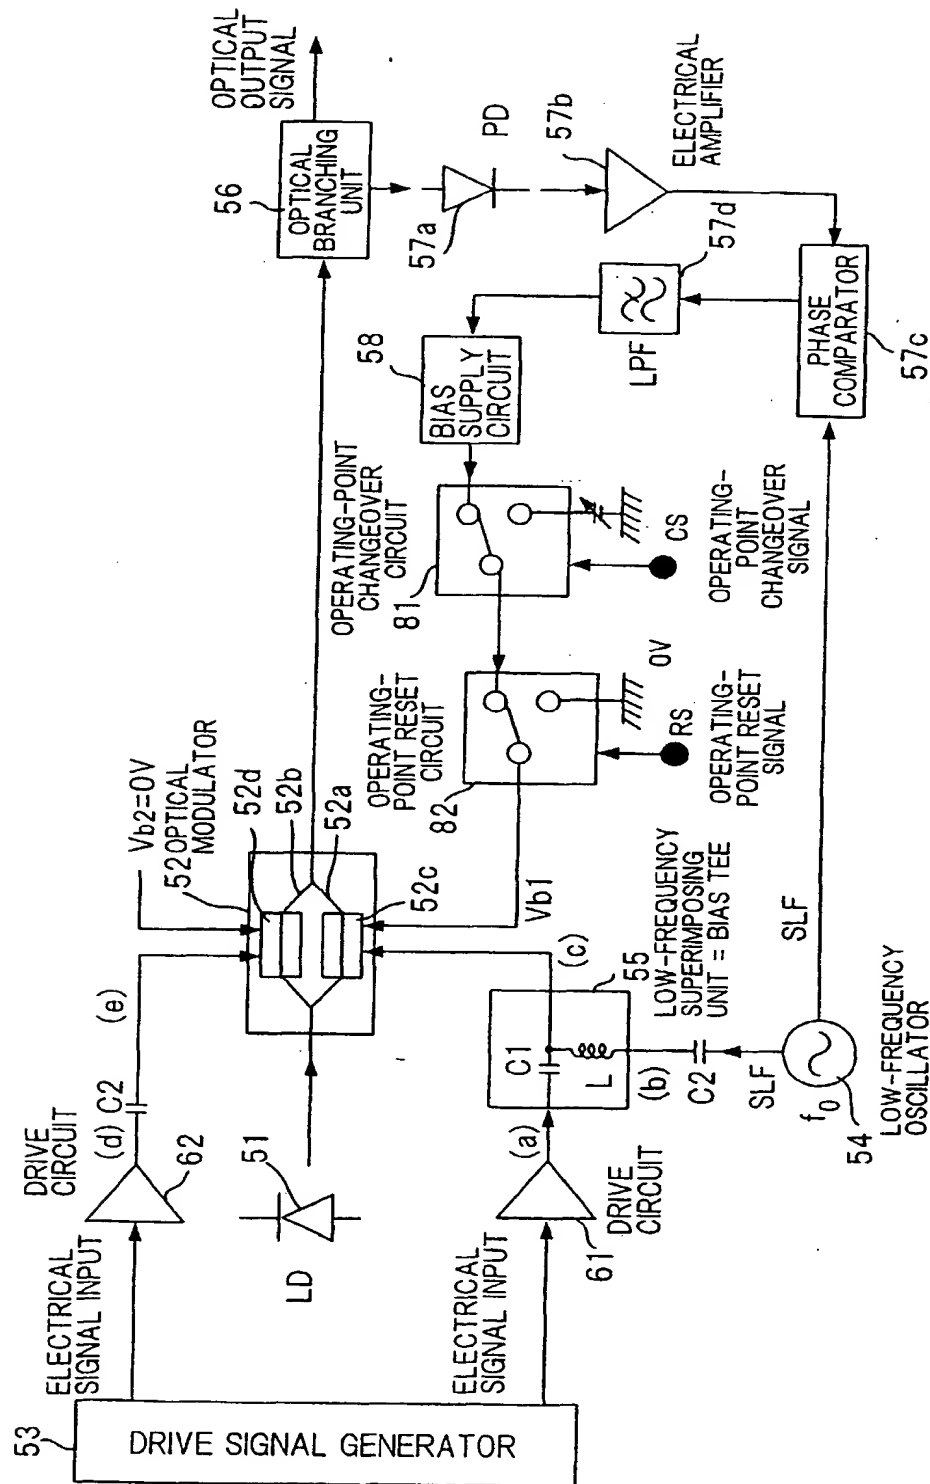 53
DRIVE SIGNAL GENERATOR
ELECTRICAL
SIGNAL INPUT
DRIVE
CIRCUIT
62
(d)
C2
(e)
LD
51
ELECTRICAL
SIGNAL INPUT
61
DRIVE
CIRCUIT
(a)
C1
L
(b)
C2
SLF
f0
54
LOW-FREQUENCY
OSCILLATOR
55
LOW-FREQUENCY
SUPERIMPOSING
UNIT = BIAS TEE
(c)
Vb2=0V
52 OPTICAL
MODULATOR
52d
52b
52a
52c
Vb1
SLF
OPERATING-
POINT RESET
CIRCUIT
82
0V
RS
OPERATING-
POINT RESET
SIGNAL
OPERATING-POINT
CHANGEOVER
CIRCUIT
81
CS
OPERATING-
POINT
CHANGEOVER
SIGNAL
58
BIAS
SUPPLY
CIRCUIT
LPF
57d
PHASE
COMPARATOR
57c
56
OPTICAL
BRANCHING
UNIT
OPTICAL
OUTPUT
SIGNAL
57a
PD
57b
ELECTRICAL
AMPLIFIER